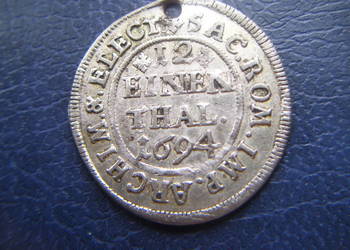 SAC.ROM.IMP.ARCHIM.&ELECT
12
EINEN
THAL.
1694